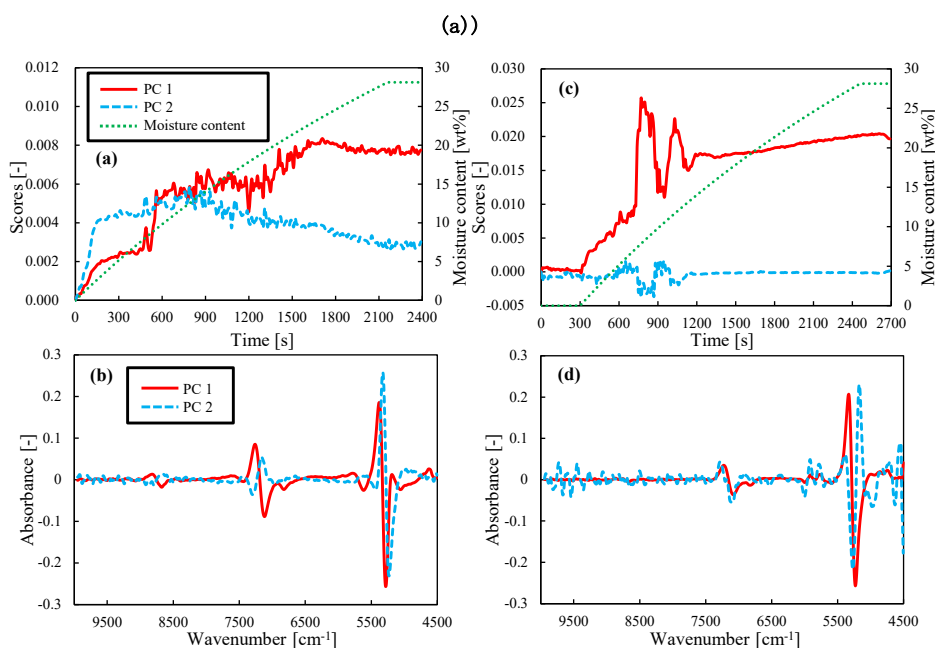 (a))
0.012
0.010
0.008
0.006
0.004
0.002
0.000
Scores [-]
PC 1
PC 2
Moisture content
(a)
30
25
20
15
10
5
0
Moisture content [wt%]
0 300 600 900 1200 1500 1800 2100 2400
Time [s]
0.030
0.025
0.020
0.015
0.010
0.005
0.000
-0.005
Scores [-]
(c)
30
25
20
15
10
5
0
Moisture content [wt%]
0 300 600 900 1200 1500 1800 2100 2400 2700
Time [s]
0.3
0.2
0.1
0
-0.1
-0.2
-0.3
Absorbance [-]
(b)
PC 1
PC 2
9500 8500 7500 6500 5500 4500
Wavenumber [cm⁻¹]
0.3
0.2
0.1
0
-0.1
-0.2
-0.3
Absorbance [-]
(d)
9500 8500 7500 6500 5500 4500
Wavenumber [cm⁻¹]